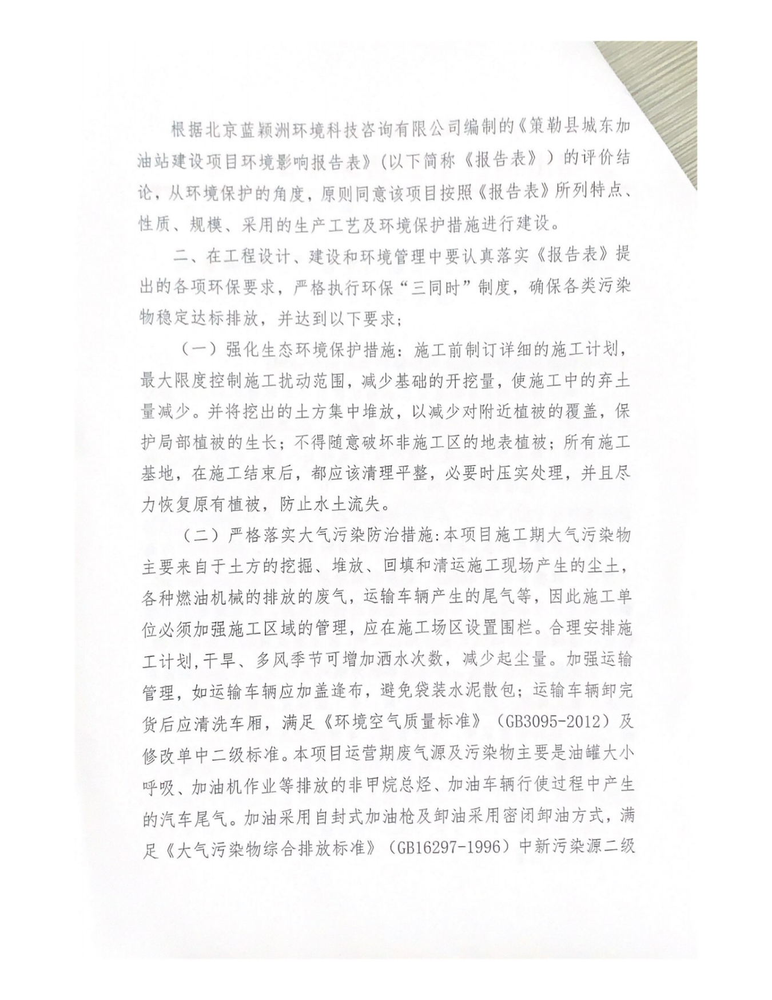 根据北京蓝颖洲环境科技咨询有限公司编制的《策勒县城东加
油站建设项目环境影响报告表》(以下简称《报告表》）的评价结
论，从环境保护的角度，原则同意该项目按照《报告表》所列特点、
性质、规模、采用的生产工艺及环境保护措施进行建设。
二、在工程设计、建设和环境管理中要认真落实《报告表》提
出的各项环保要求，严格执行环保“三同时”制度，确保各类污染
物稳定达标排放，并达到以下要求；
（一）强化生态环境保护措施：施工前制订详细的施工计划，
最大限度控制施工扰动范围，减少基础的开挖量，使施工中的弃土
量减少。并将挖出的土方集中堆放，以减少对附近植被的覆盖，保
护局部植被的生长；不得随意破坏非施工区的地表植被；所有施工
基地，在施工结束后，都应该清理平整，必要时压实处理，并且尽
力恢复原有植被，防止水土流失。
（二）严格落实大气污染防治措施:本项目施工期大气污染物
主要来自于土方的挖掘、堆放、回填和清运施工现场产生的尘土，
各种燃油机械的排放的废气，运输车辆产生的尾气等，因此施工单
位必须加强施工区域的管理，应在施工场区设置围栏。合理安排施
工计划,干旱、多风季节可增加洒水次数，减少起尘量。加强运输
管理，如运输车辆应加盖逢布，避免袋装水泥散包；运输车辆卸完
货后应清洗车厢，满足《环境空气质量标准》（GB3095-2012）及
修改单中二级标准。本项目运营期废气源及污染物主要是油罐大小
呼吸、加油机作业等排放的非甲烷总烃、加油车辆行使过程中产生
的汽车尾气。加油采用自封式加油枪及卸油采用密闭卸油方式，满
足《大气污染物综合排放标准》（GB16297-1996）中新污染源二级